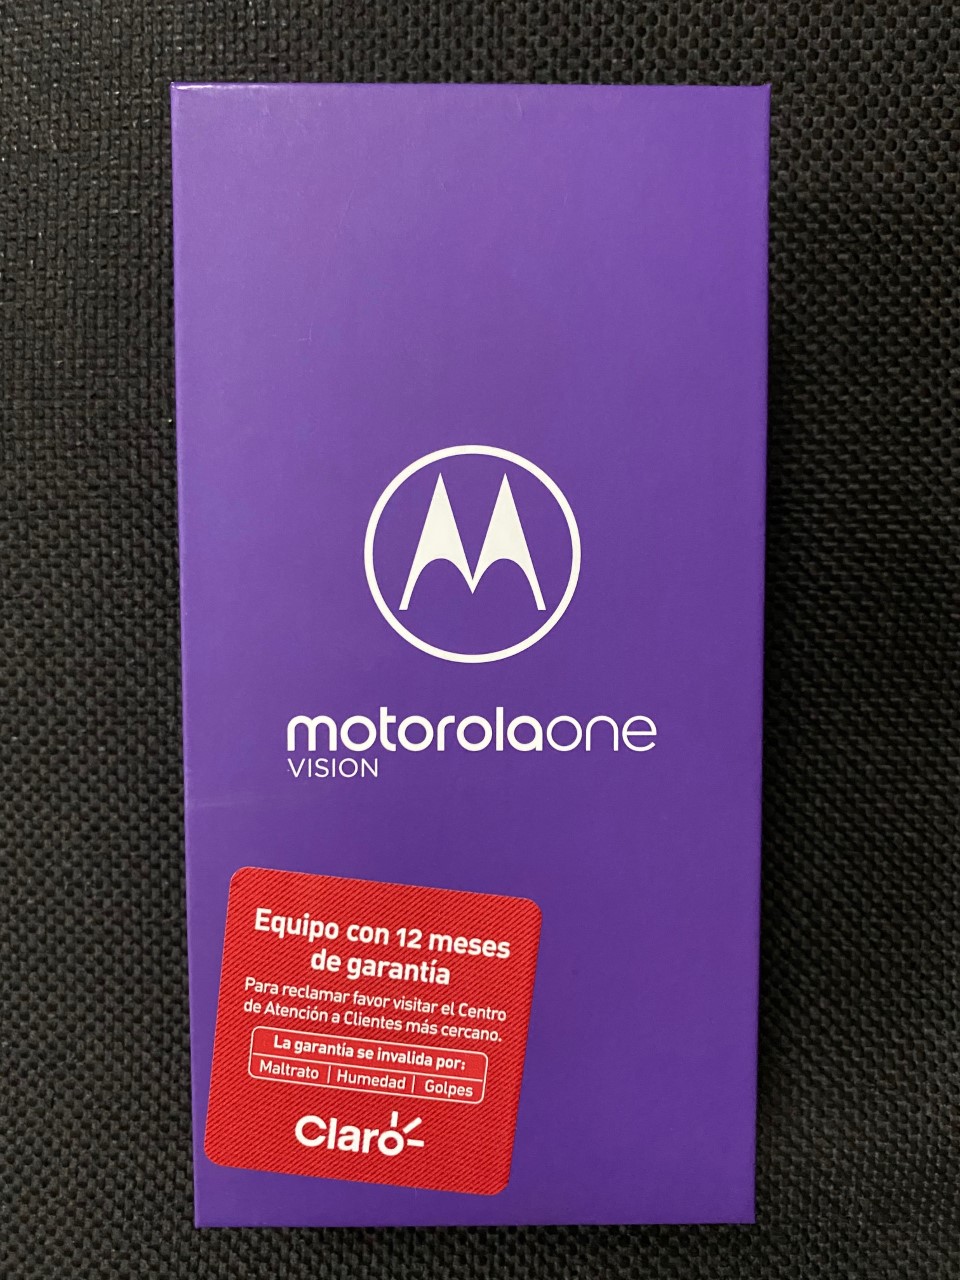 motorolaone
VISION
Equipo con 12 meses
de garantía
Para reclamar favor visitar el Centro
de Atención a Clientes más cercano.
La garantía se invalida por:
Maltrato | Humedad | Golpes
Claro